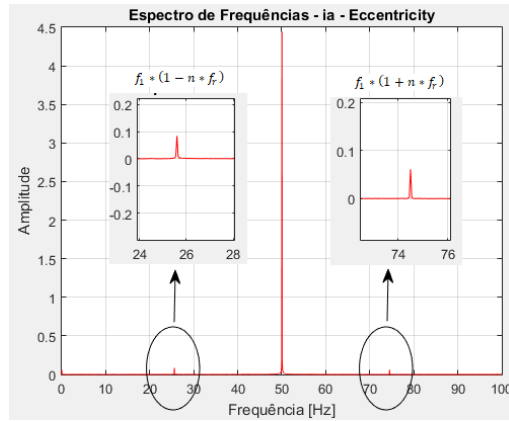 Espectro de Frequências - ia - Eccentricity
f₁ * (1 − n * fᵣ)
f₁ * (1 + n * fᵣ)
Amplitude
4.5
4
3.5
3
2.5
2
1.5
1
0.5
0
0.2
0.1
0
-0.1
-0.2
24 26 28
0.2
0.1
0
74 76
0 10 20 30 40 50 60 70 80 90 100
Frequência [Hz]